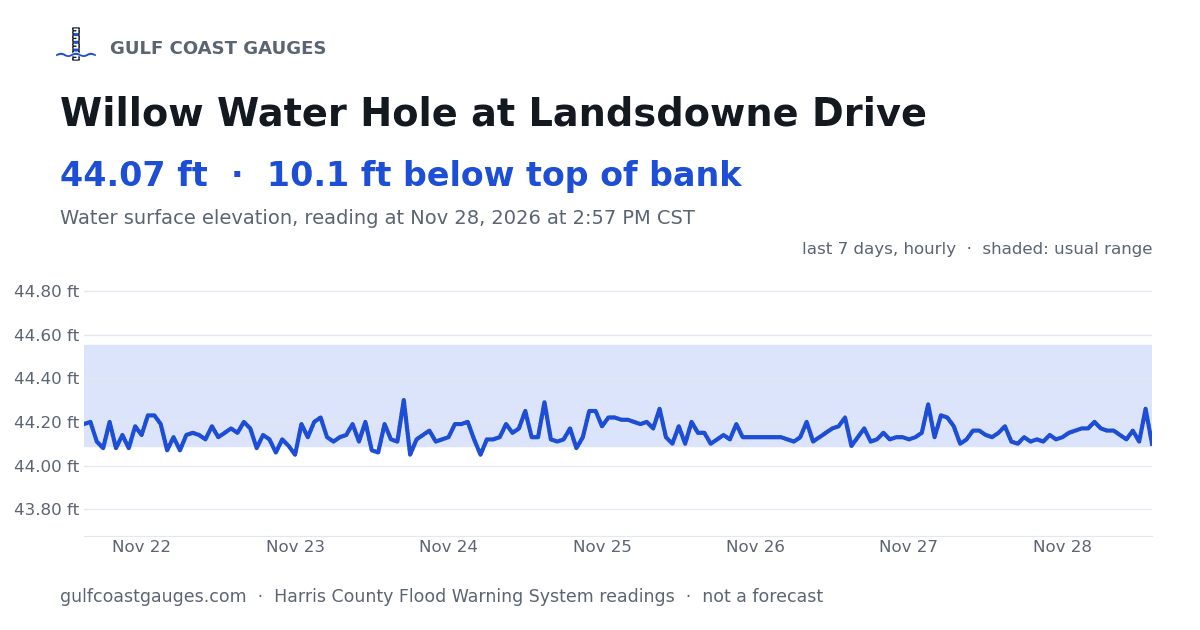 GULF COAST GAUGES
Willow Water Hole at Landsdowne Drive
44.07 ft · 10.1 ft below top of bank
Water surface elevation, reading at Nov 28, 2026 at 2:57 PM CST
last 7 days, hourly · shaded: usual range
44.80 ft
44.60 ft
44.40 ft
44.20 ft
44.00 ft
43.80 ft
Nov 22 Nov 23 Nov 24 Nov 25 Nov 26 Nov 27 Nov 28
gulfcoastgauges.com · Harris County Flood Warning System readings · not a forecast